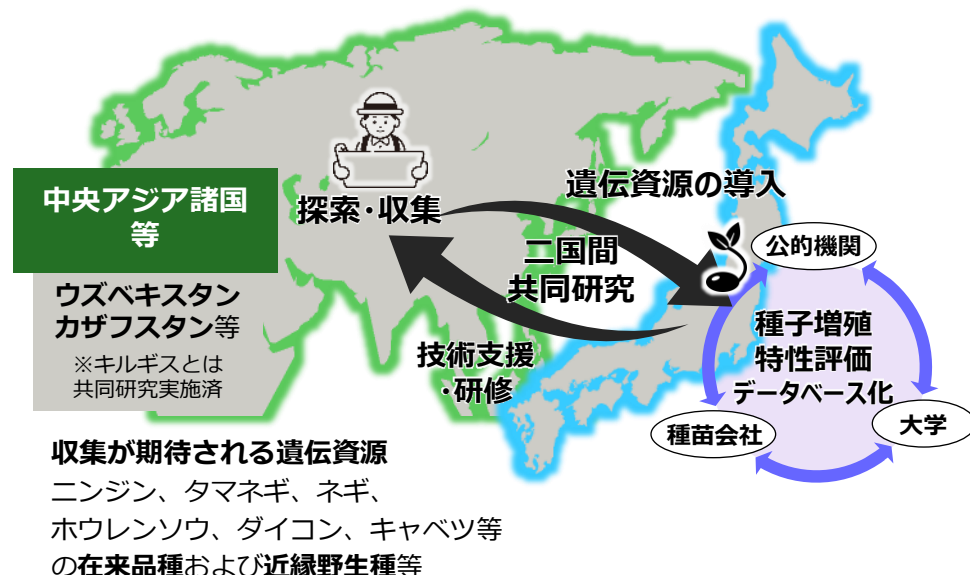 中央アジア諸国
等
ウズベキスタン
カザフスタン等
※キルギスとは
共同研究実施済
探索・収集
遺伝資源の導入
二国間
共同研究
技術支援
・研修
公的機関
種子増殖
特性評価
データベース化
種苗会社
大学
収集が期待される遺伝資源
ニンジン、タマネギ、ネギ、
ホウレンソウ、ダイコン、キャベツ等
の在来品種および近縁野生種等